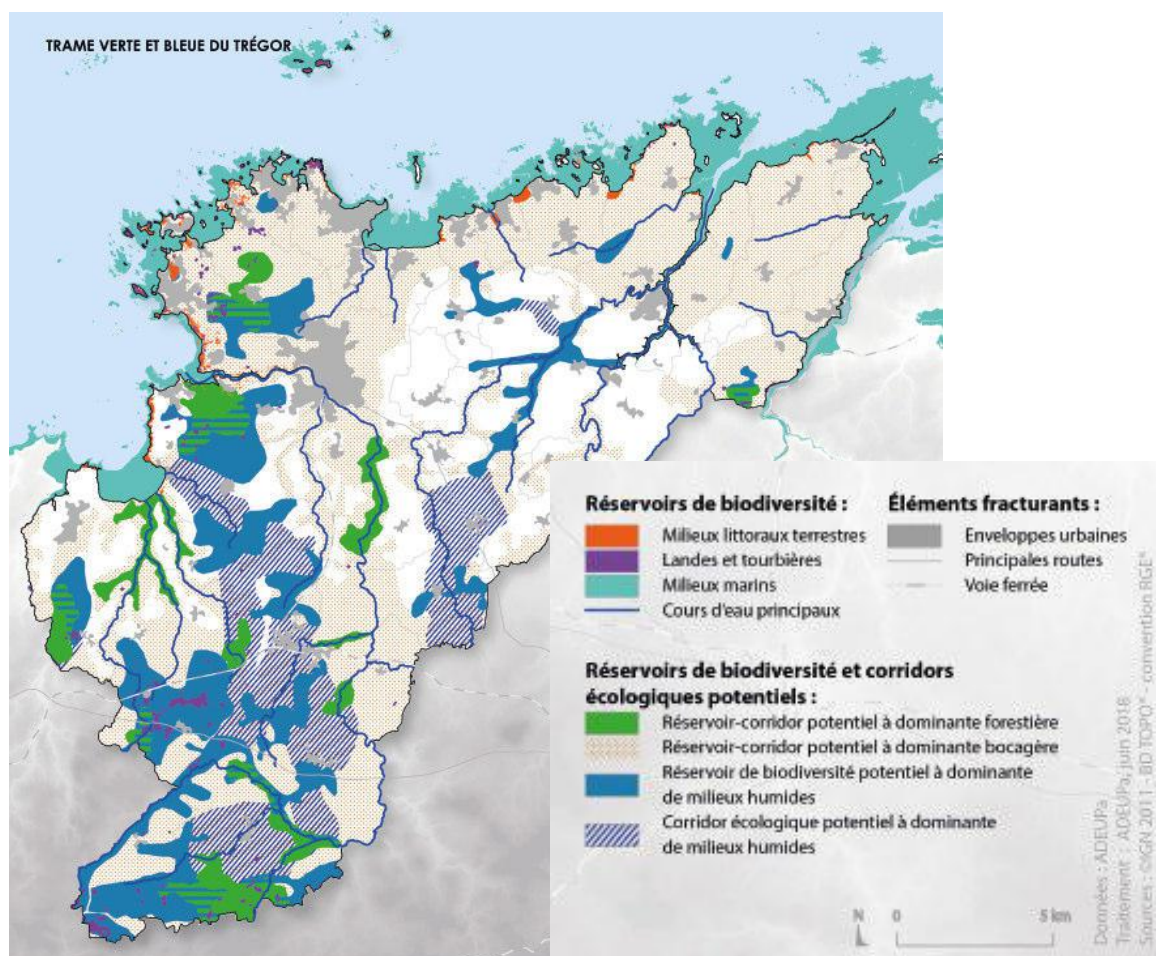 TRAME VERTE ET BLEUE DU TRÉGOR
Réservoirs de biodiversité :
Milieux littoraux terrestres
Landes et tourbières
Milieux marins
Cours d'eau principaux
Éléments fracturants :
Enveloppes urbaines
Principales routes
Voie ferrée
Réservoirs de biodiversité et corridors
écologiques potentiels :
Réservoir-corridor potentiel à dominante forestière
Réservoir-corridor potentiel à dominante bocagère
Réservoir de biodiversité potentiel à dominante
de milieux humides
Corridor écologique potentiel à dominante
de milieux humides
N 0 5 km
Données : ADEUPa
Traitement : ADEUPa, juin 2018
Sources : ©IGN 2011 - BD TOPO® - convention RGE®